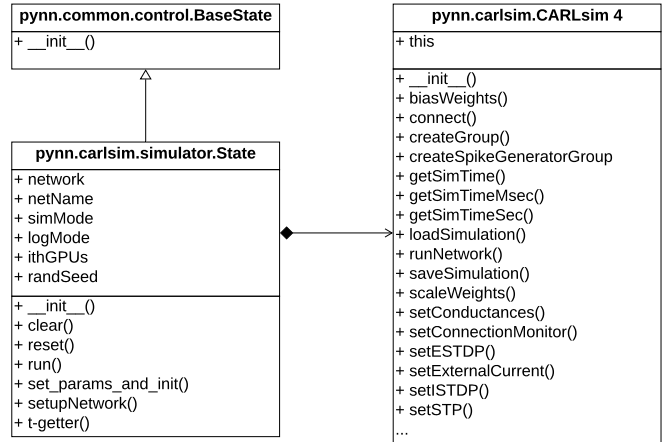 pynn.common.control.BaseState
+ __init__()
pynn.carlsim.simulator.State
+ network
+ netName
+ simMode
+ logMode
+ ithGPUs
+ randSeed
+ __init__()
+ clear()
+ reset()
+ run()
+ set_params_and_init()
+ setupNetwork()
+ t-getter()
pynn.carlsim.CARLsim 4
+ this
+ __init__()
+ biasWeights()
+ connect()
+ createGroup()
+ createSpikeGeneratorGroup
+ getSimTime()
+ getSimTimeMsec()
+ getSimTimeSec()
+ loadSimulation()
+ runNetwork()
+ saveSimulation()
+ scaleWeights()
+ setConductances()
+ setConnectionMonitor()
+ setESTDP()
+ setExternalCurrent()
+ setISTDP()
+ setSTP()
...